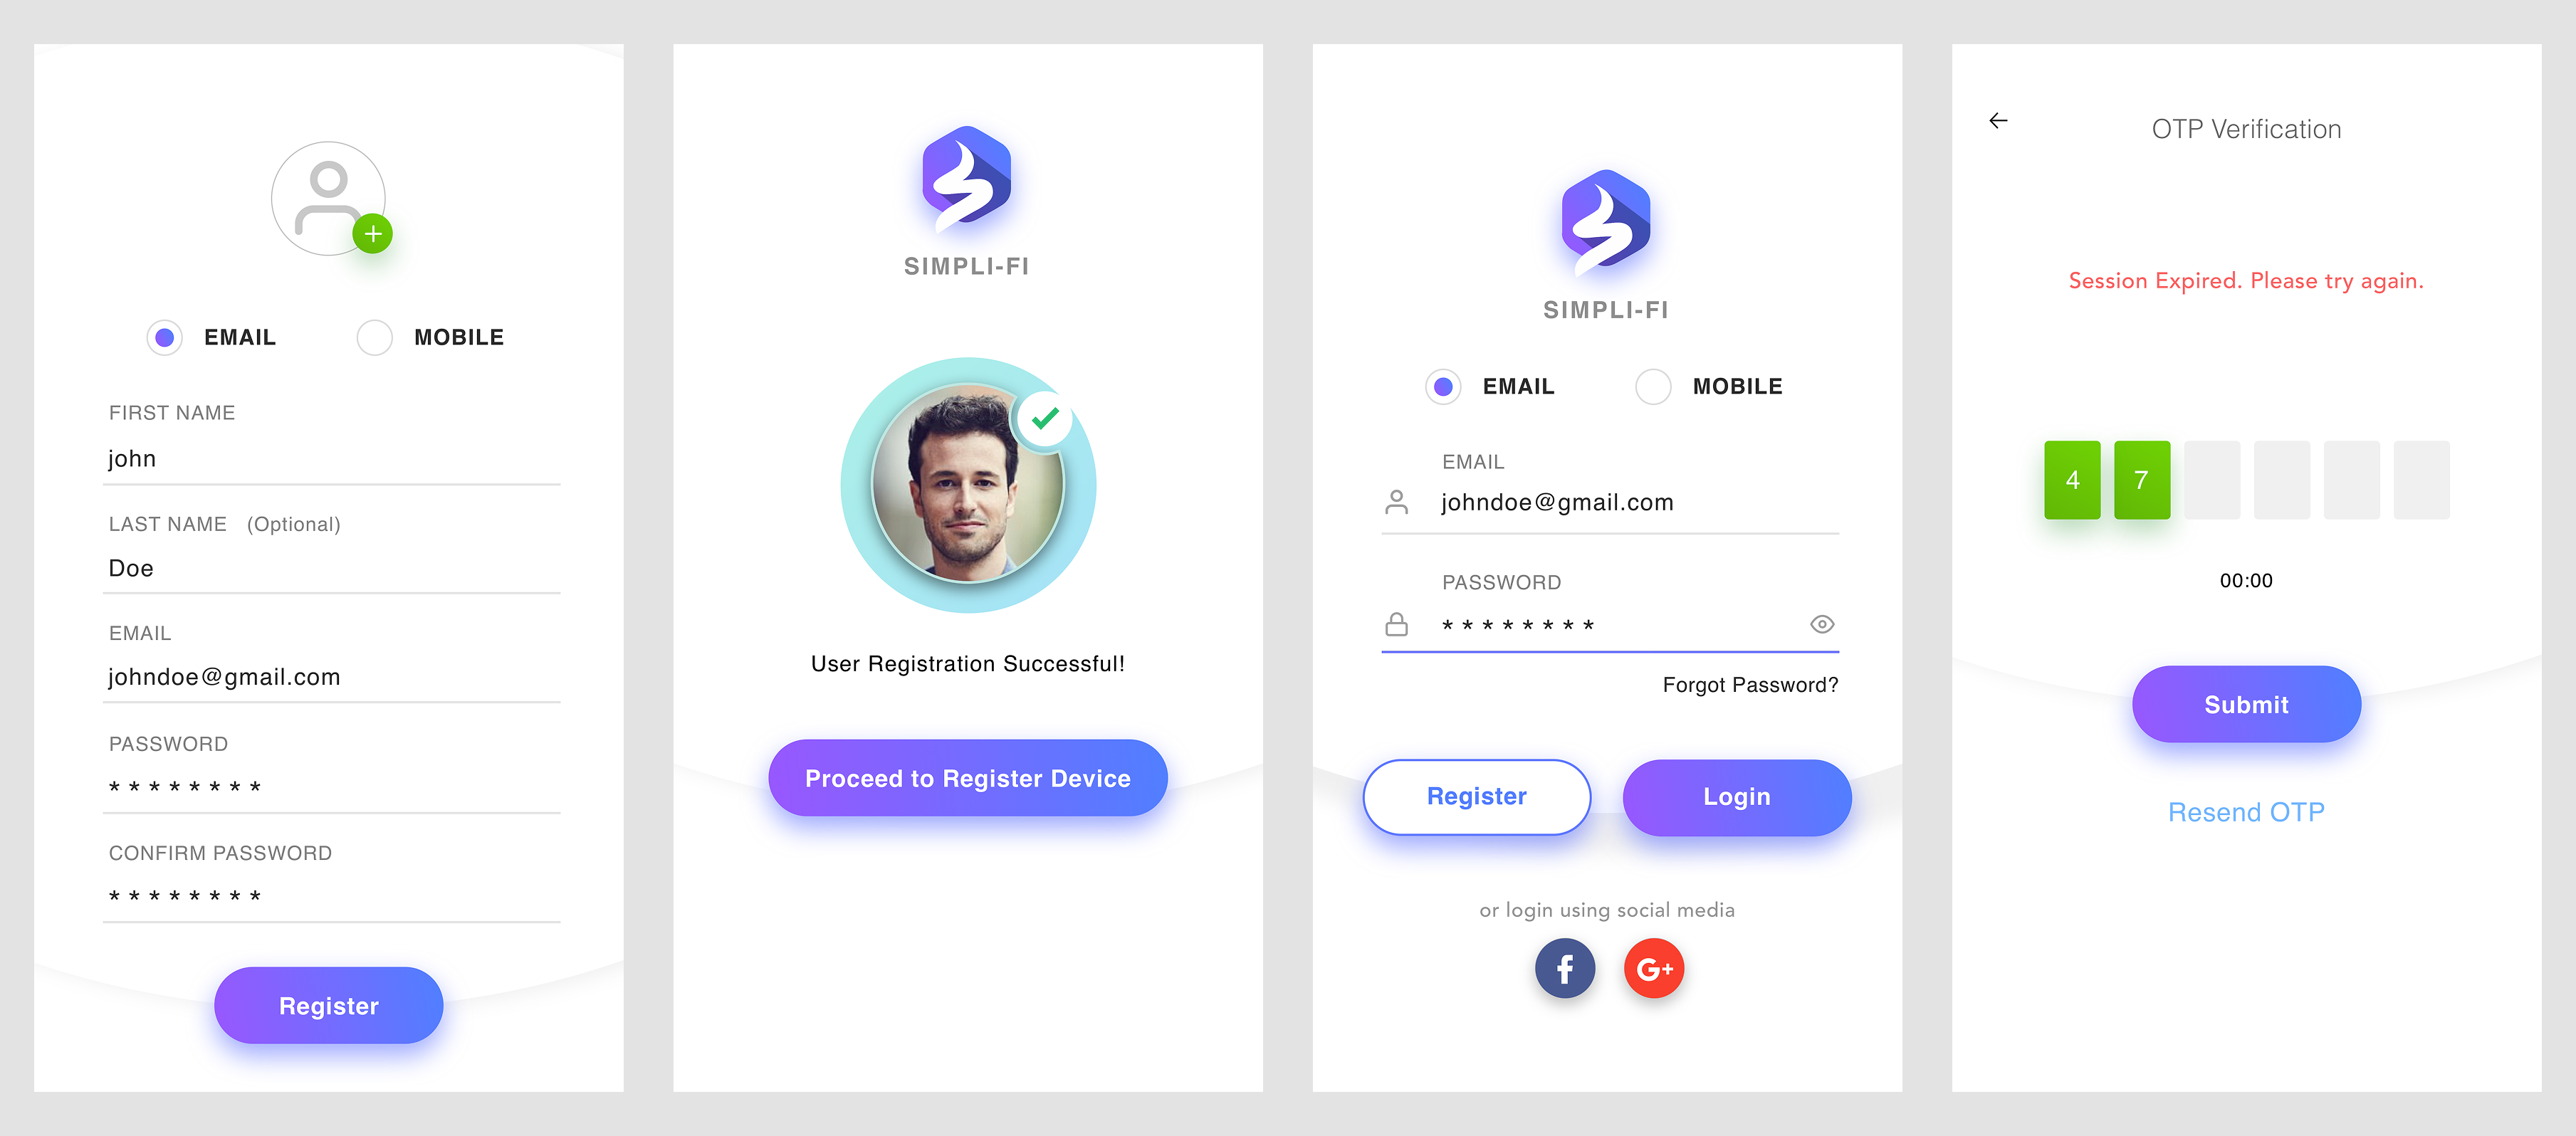 EMAIL MOBILE
FIRST NAME
john
LAST NAME (Optional)
Doe
EMAIL
johndoe@gmail.com
PASSWORD
* * * * * * * *
CONFIRM PASSWORD
* * * * * * * *
Register
SIMPLI-FI
User Registration Successful!
Proceed to Register Device
SIMPLI-FI
EMAIL MOBILE
EMAIL
johndoe@gmail.com
PASSWORD
* * * * * * * *
Forgot Password?
Register Login
or login using social media
f G+
OTP Verification
Session Expired. Please try again.
4 7
00:00
Submit
Resend OTP